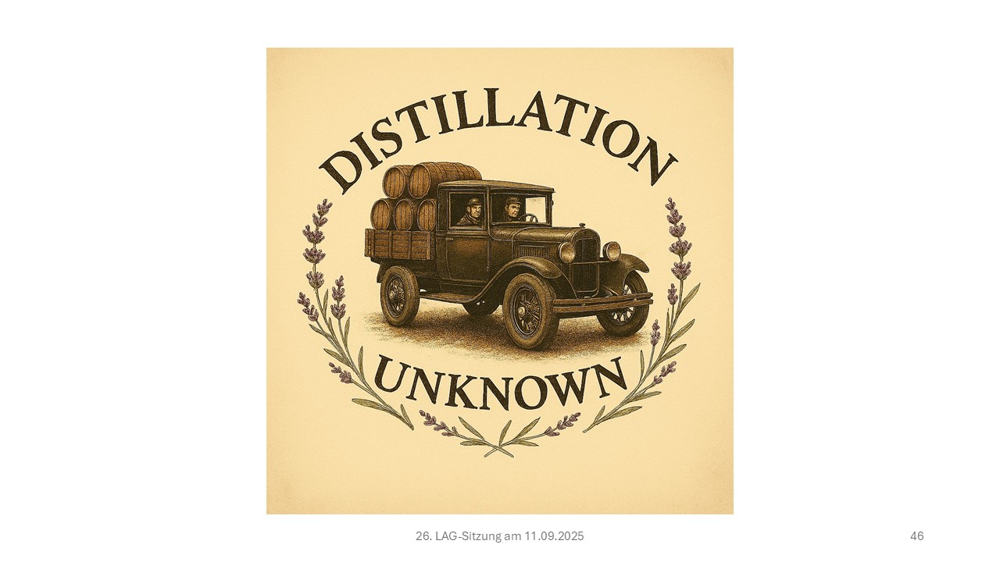 DISTILLATION
UNKNOWN
26. LAG-Sitzung am 11.09.2025
46